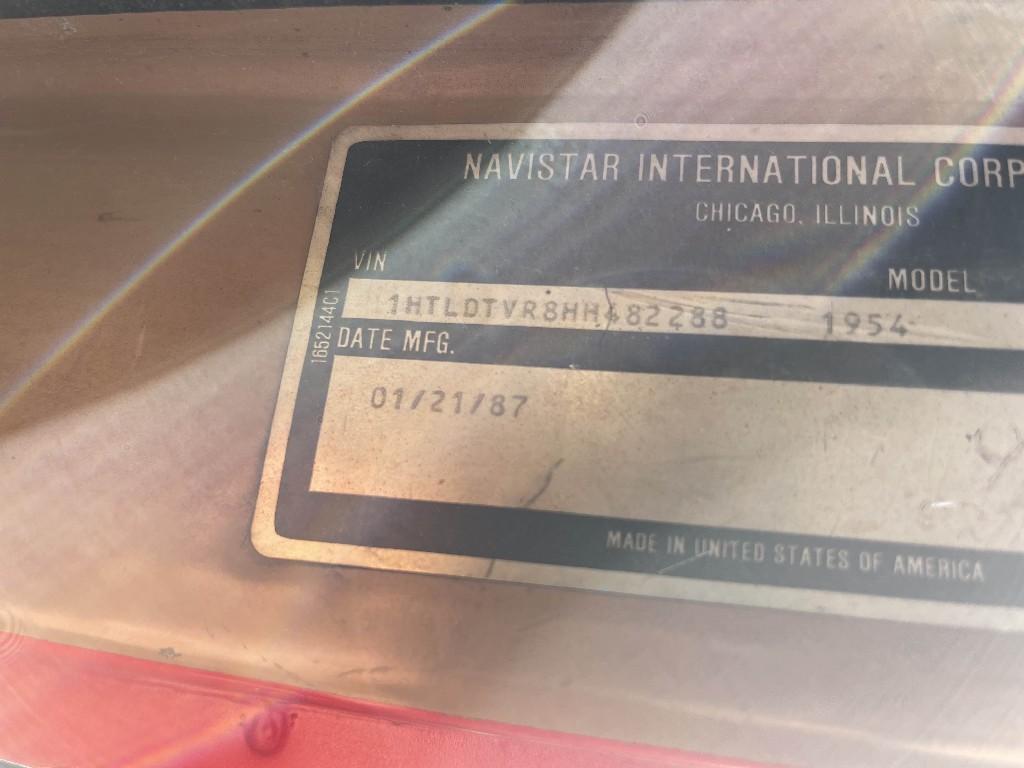 NAVISTAR INTERNATIONAL CORP
CHICAGO, ILLINOIS
VIN
MODEL
1HTLDTVR8HH482288
1954
1652144C1
DATE MFG.
01/21/87
MADE IN UNITED STATES OF AMERICA